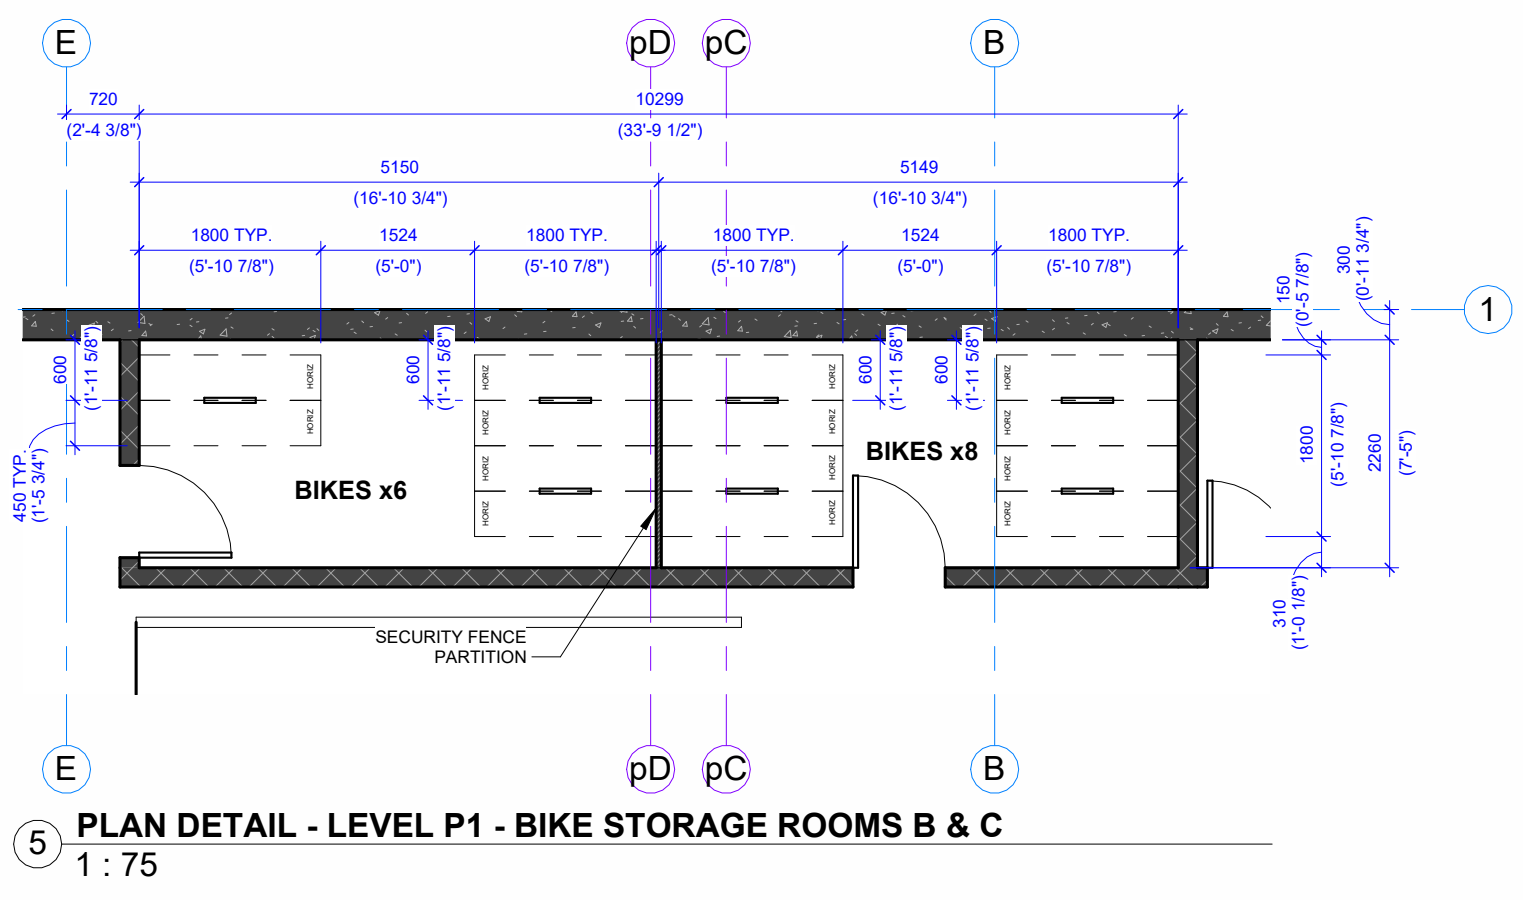 E pD pC B
720 10299
(2'-4 3/8") (33'-9 1/2")
5150 5149
(16'-10 3/4") (16'-10 3/4")
1800 TYP. 1524 1800 TYP. 1800 TYP. 1524 1800 TYP.
(5'-10 7/8") (5'-0") (5'-10 7/8") (5'-10 7/8") (5'-0") (5'-10 7/8")
150
(0'-5 7/8")
300
(0'-11 3/4")
1
600
(1'-11 5/8")
600
(1'-11 5/8")
600
(1'-11 5/8")
600
(1'-11 5/8")
HORIZ HORIZ HORIZ HORIZ
HORIZ HORIZ HORIZ HORIZ
HORIZ HORIZ HORIZ
HORIZ HORIZ HORIZ
450 TYP.
(1'-5 3/4")
BIKES x6
BIKES x8
1800
(5'-10 7/8")
2260
(7'-5")
310
(1'-0 1/8")
SECURITY FENCE
PARTITION
E pD pC B
5 PLAN DETAIL - LEVEL P1 - BIKE STORAGE ROOMS B & C
1 : 75